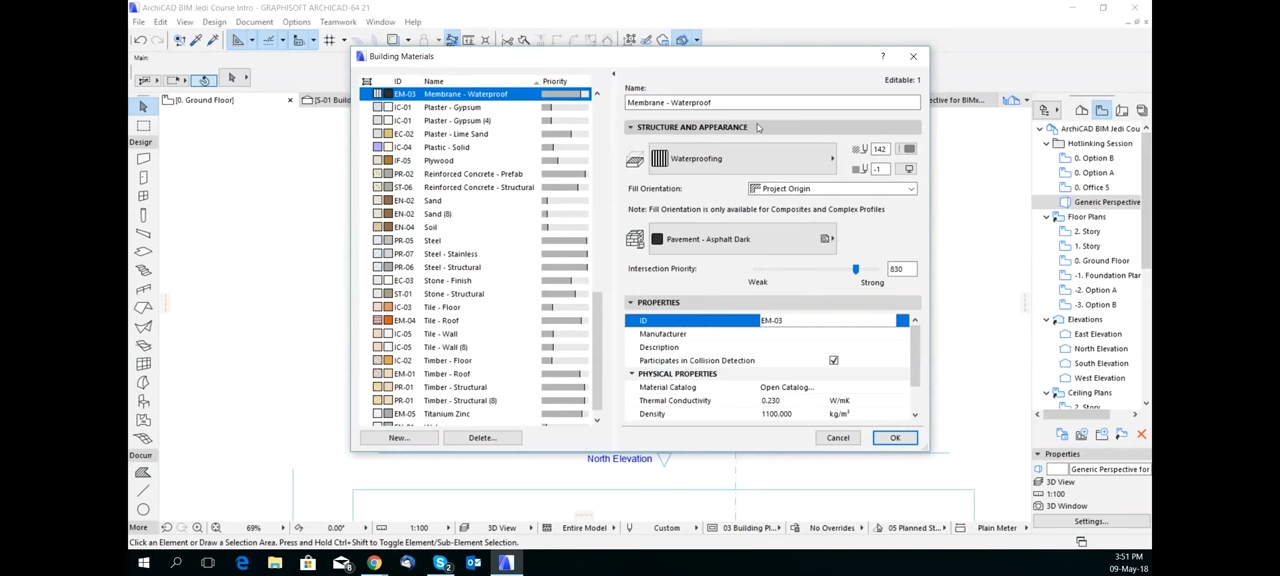 ArchiCAD BIM Jedi Course Intro - GRAPHISOFT ARCHICAD-64 21
File Edit View Design Document Options Teamwork Window Help
Main:
[0. Ground Floor]
[S-01 Buil
ective for BIMx...
Design
Docum
More
Building Materials
ID Name Priority
EM-03 Membrane - Waterproof
IC-01 Plaster - Gypsum
IC-01 Plaster - Gypsum (4)
EC-02 Plaster - Lime Sand
IC-04 Plastic - Solid
IF-05 Plywood
PR-02 Reinforced Concrete - Prefab
ST-06 Reinforced Concrete - Structural
EN-02 Sand
EN-02 Sand (8)
EN-04 Soil
PR-05 Steel
PR-07 Steel - Stainless
PR-06 Steel - Structural
EC-03 Stone - Finish
ST-01 Stone - Structural
IC-03 Tile - Floor
EM-04 Tile - Roof
IC-05 Tile - Wall
IC-05 Tile - Wall (8)
IC-02 Timber - Floor
EM-01 Timber - Roof
PR-01 Timber - Structural
PR-01 Timber - Structural (8)
EM-05 Titanium Zinc
New...
Delete...
Editable: 1
Name:
Membrane - Waterproof
STRUCTURE AND APPEARANCE
Waterproofing
142
-1
Fill Orientation:
Project Origin
Note: Fill Orientation is only available for Composites and Complex Profiles
Pavement - Asphalt Dark
Intersection Priority:
830
Weak
Strong
PROPERTIES
ID EM-03
Manufacturer
Description
Participates in Collision Detection
PHYSICAL PROPERTIES
Material Catalog Open Catalog...
Thermal Conductivity 0.230 W/mK
Density 1100.000 kg/m³
Cancel
OK
ArchiCAD BIM Jedi Cou
Hotlinking Session
0. Option B
0. Option A
0. Office 5
Generic Perspective
Floor Plans
2. Story
1. Story
0. Ground Floor
-1. Foundation Plan
-2. Option A
-3. Option B
Elevations
East Elevation
North Elevation
South Elevation
West Elevation
Ceiling Plans
2. Story
Properties
Generic Perspective for
3D View
1:100
3D Window
Settings...
North Elevation
69%
0.00°
1:100
3D View
Entire Model
Custom
03 Building Pl...
No Overrides
05 Planned St...
Plain Meter
Click an Element or Draw a Selection Area. Press and Hold Ctrl+Shift to Toggle Element/Sub-Element Selection.
3:51 PM
09-May-18